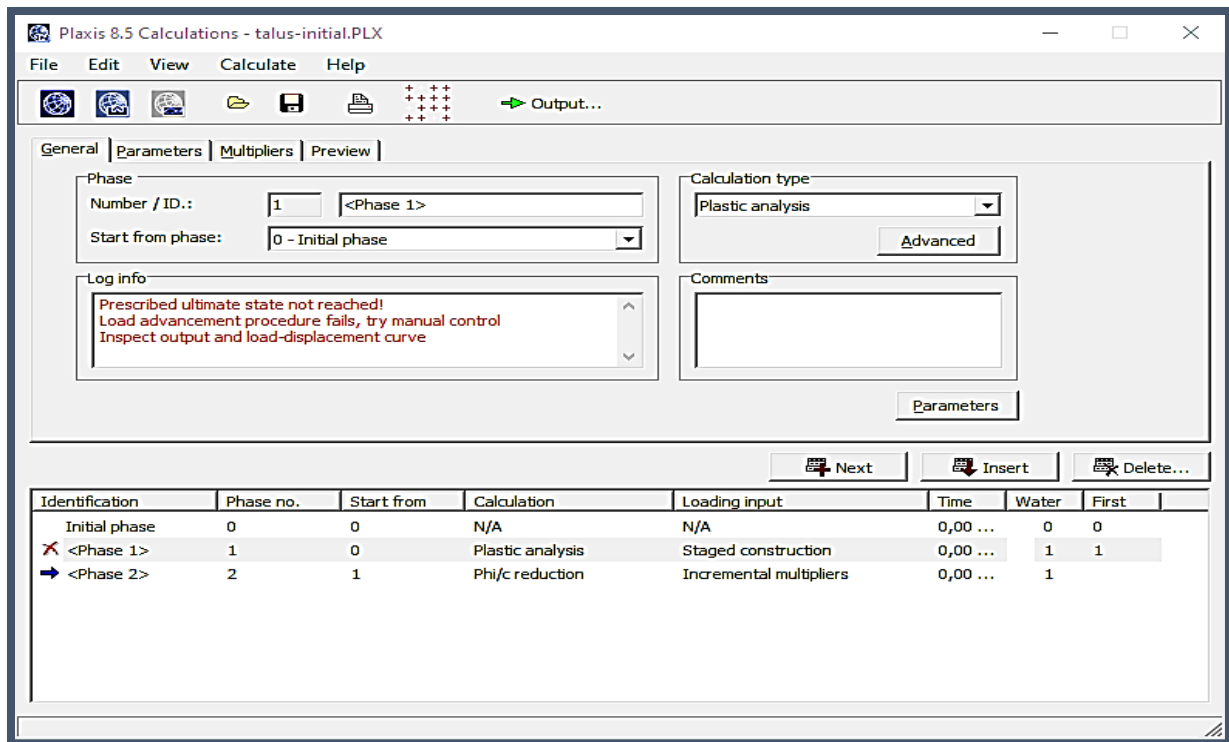 Plaxis 8.5 Calculations - talus-initial.PLX
File Edit View Calculate Help
Output...
General Parameters Multipliers Preview
Phase
Number / ID.: 1 <Phase 1>
Start from phase: 0 - Initial phase
Calculation type
Plastic analysis
Advanced
Log info
Prescribed ultimate state not reached!
Load advancement procedure fails, try manual control
Inspect output and load-displacement curve
Comments
Parameters
Next Insert Delete...
Identification Phase no. Start from Calculation Loading input Time Water First
Initial phase 0 0 N/A N/A 0,00 ... 0 0
<Phase 1> 1 0 Plastic analysis Staged construction 0,00 ... 1 1
<Phase 2> 2 1 Phi/c reduction Incremental multipliers 0,00 ... 1